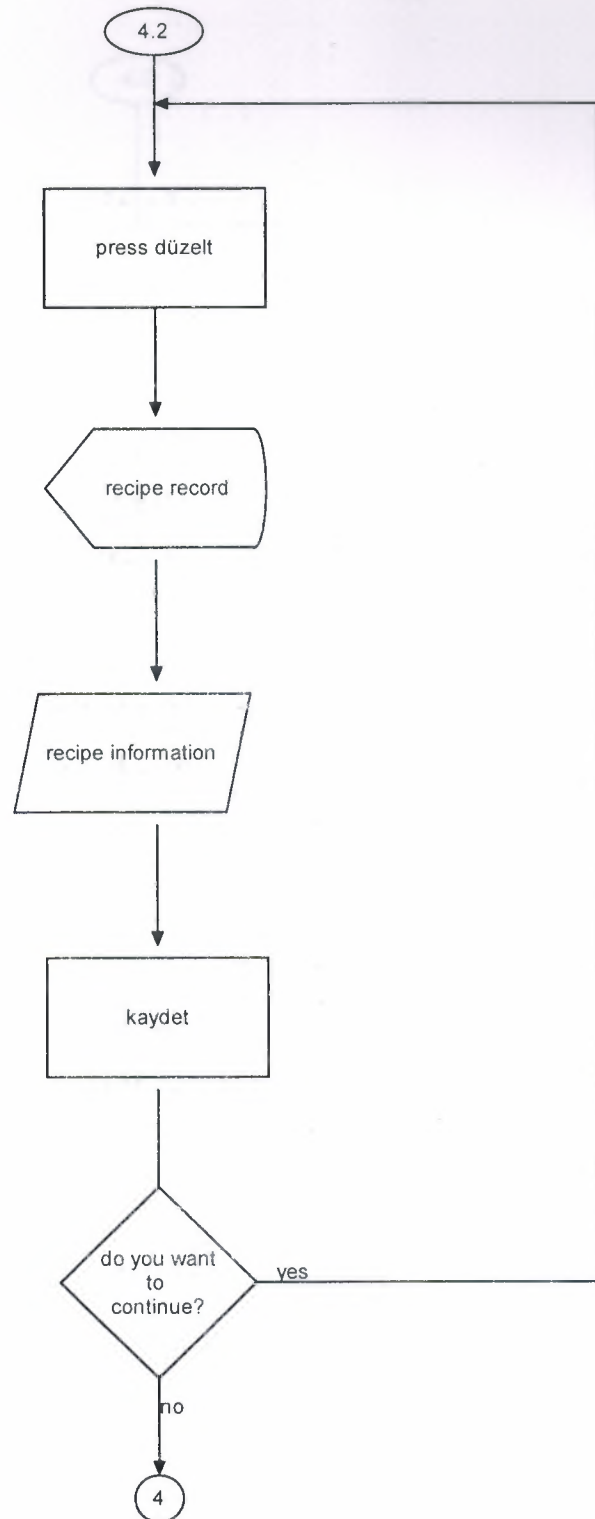 4.2
press düzelt
recipe record
recipe information
kaydet
do you want
to
continue?
yes
no
4